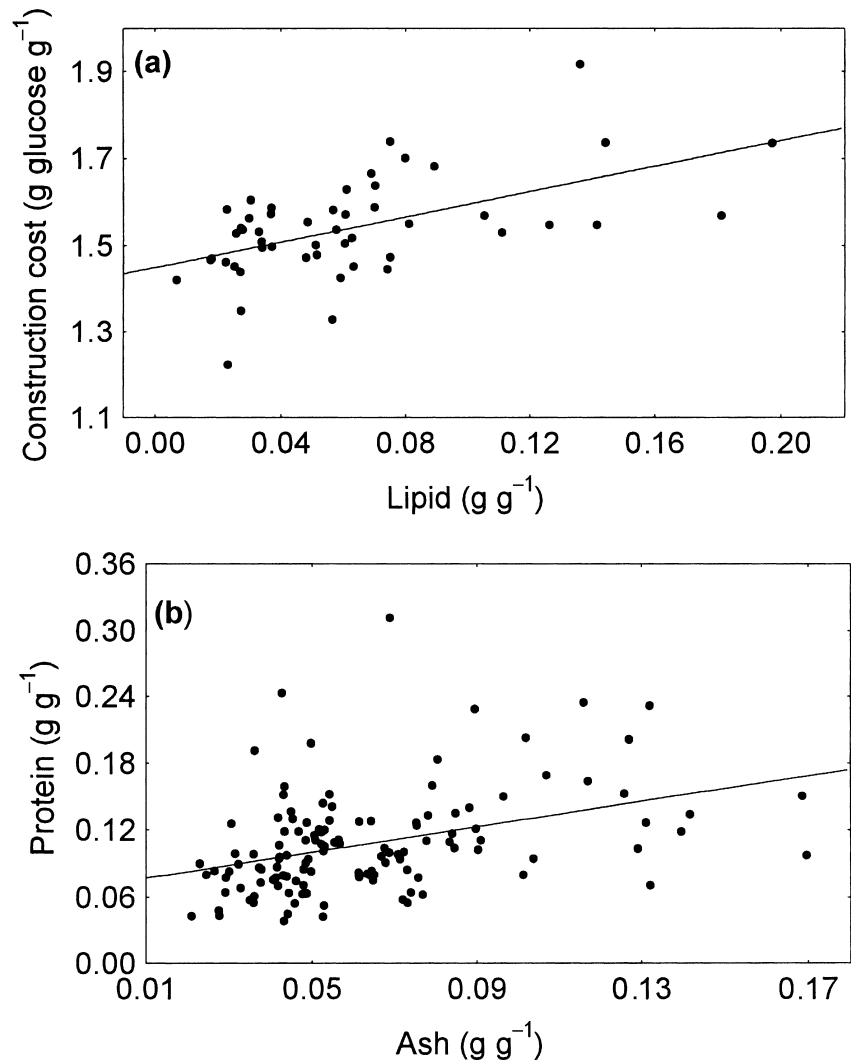 (a)
Construction cost (g glucose g⁻¹)
1.9
1.7
1.5
1.3
1.1
0.00 0.04 0.08 0.12 0.16 0.20
Lipid (g g⁻¹)
(b)
Protein (g g⁻¹)
0.36
0.30
0.24
0.18
0.12
0.06
0.00
0.01 0.05 0.09 0.13 0.17
Ash (g g⁻¹)